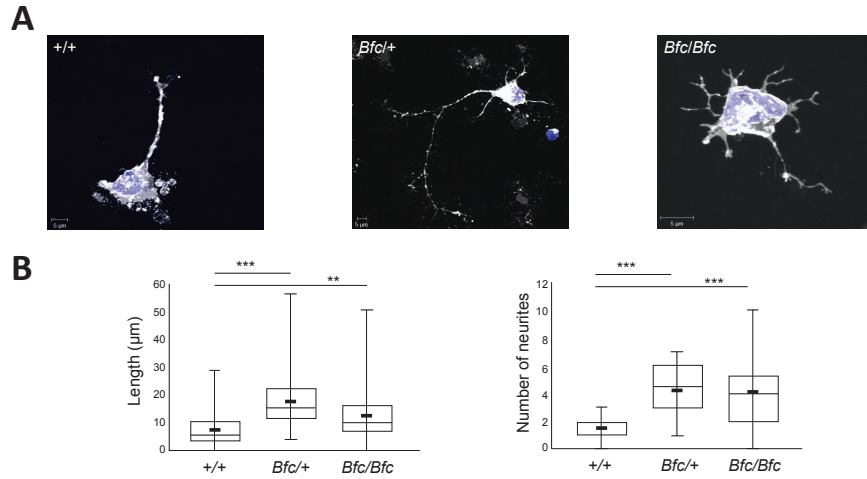 A
+/+
Bfc/+
Bfc/Bfc
5 µm
5 µm
5 µm
B
***
**
60
50
40
30
20
10
0
Length (µm)
+/+
Bfc/+
Bfc/Bfc
***
***
12
10
8
6
4
2
0
Number of neurites
+/+
Bfc/+
Bfc/Bfc